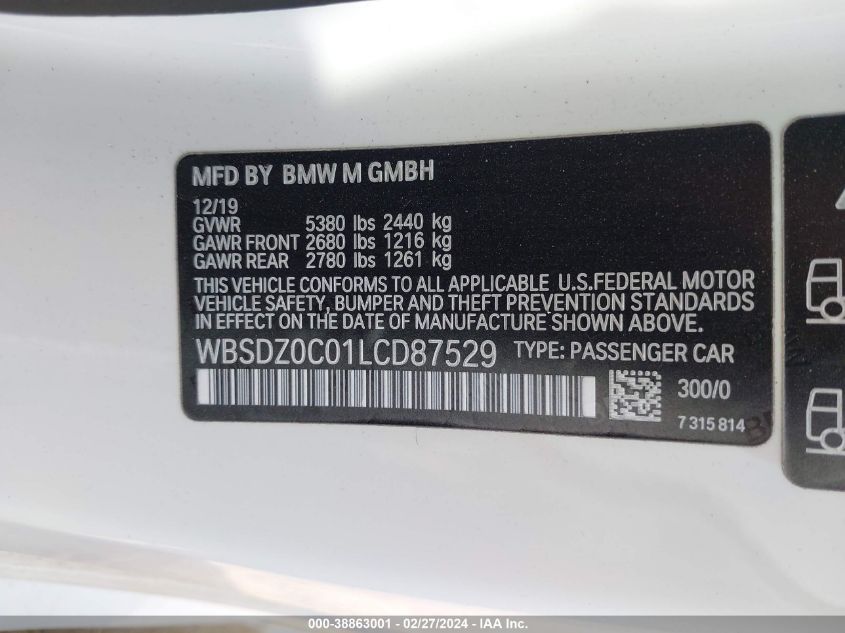 MFD BY BMW M GMBH
12/19
GVWR 5380 lbs 2440 kg
GAWR FRONT 2680 lbs 1216 kg
GAWR REAR 2780 lbs 1261 kg
THIS VEHICLE CONFORMS TO ALL APPLICABLE U.S.FEDERAL MOTOR
VEHICLE SAFETY, BUMPER AND THEFT PREVENTION STANDARDS
IN EFFECT ON THE DATE OF MANUFACTURE SHOWN ABOVE.
WBSDZ0C01LCD87529 TYPE: PASSENGER CAR
300/0
7 315 814
000-38863001 - 02/27/2024 - IAA Inc.